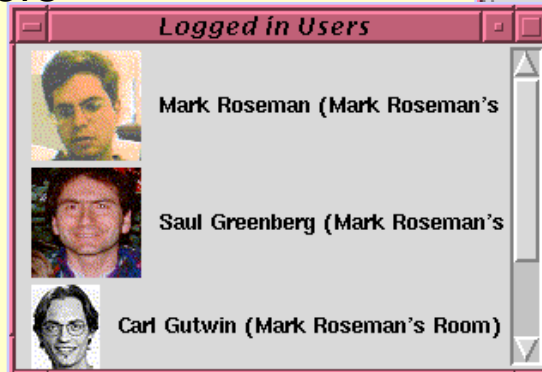 Logged in Users
Mark Roseman (Mark Roseman's
Saul Greenberg (Mark Roseman's
Carl Gutwin (Mark Roseman's Room)